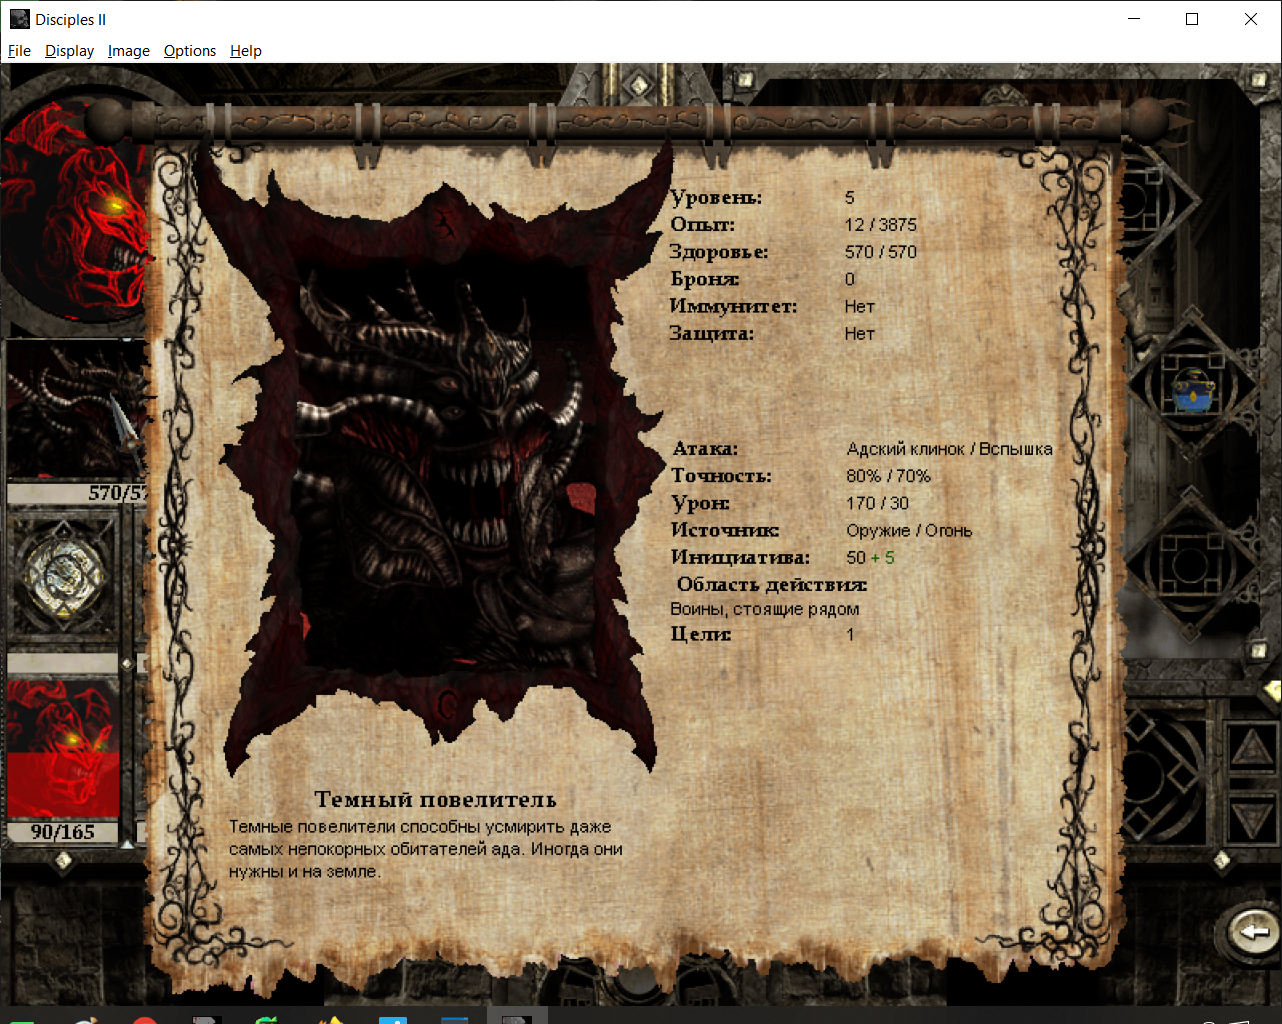 Disciples II
File Display Image Options Help
Уровень: 5
Опыт: 12 / 3875
Здоровье: 570 / 570
Броня: 0
Иммунитет: Нет
Защита: Нет
Атака: Адский клинок / Вспышка
Точность: 80% / 70%
Урон: 170 / 30
Источник: Оружие / Огонь
Инициатива: 50 + 5
Область действия:
Воины, стоящие рядом
Цели: 1
570/57
90/165
Темный повелитель
Темные повелители способны усмирить даже
самых непокорных обитателей ада. Иногда они
нужны и на земле.